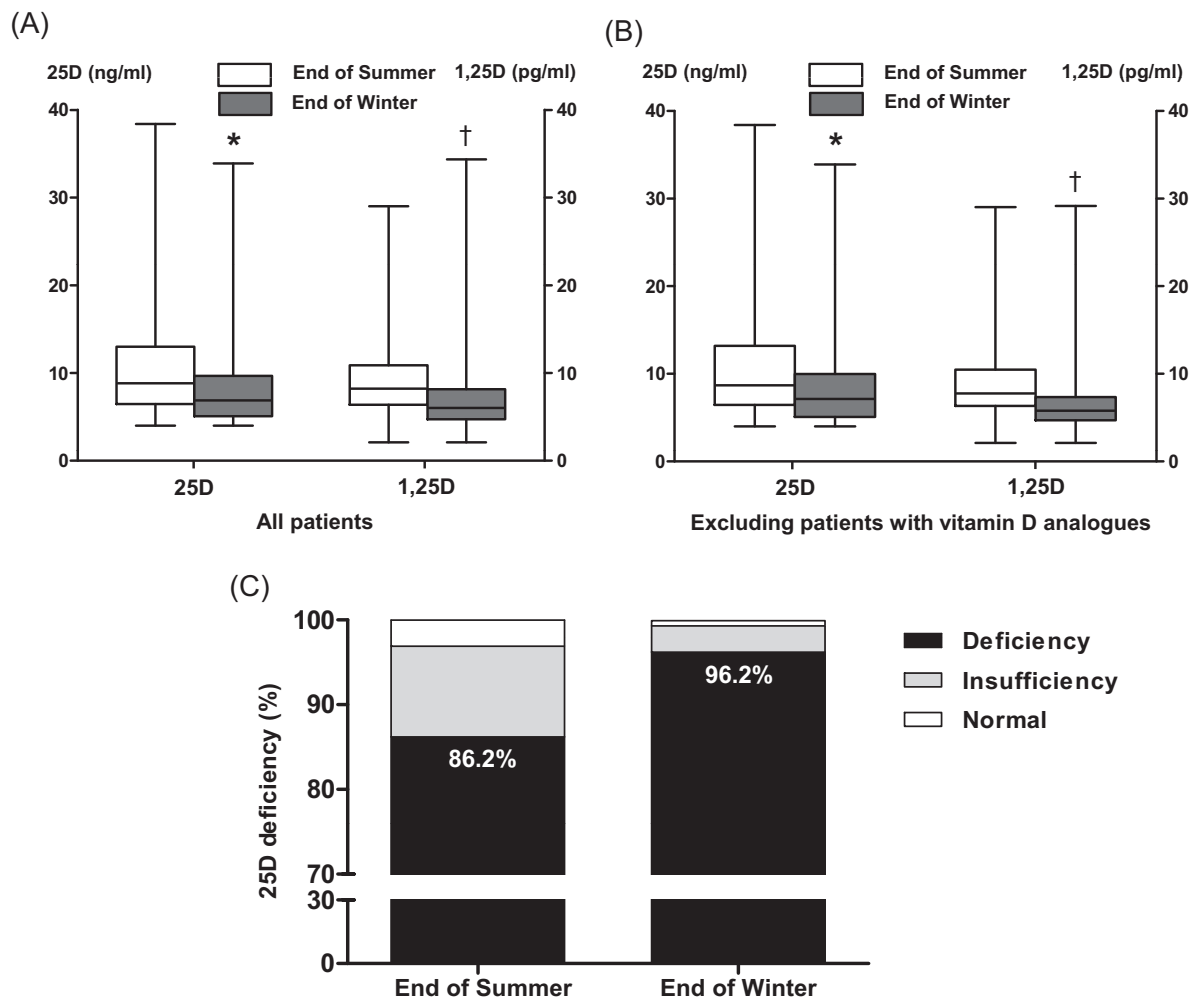 (A)
25D (ng/ml)
End of Summer
End of Winter
1,25D (pg/ml)
40
30
20
10
0
*
†
40
30
20
10
0
25D
1,25D
All patients
(B)
25D (ng/ml)
End of Summer
End of Winter
1,25D (pg/ml)
40
30
20
10
0
*
†
40
30
20
10
0
25D
1,25D
Excluding patients with vitamin D analogues
(C)
25D deficiency (%)
100
90
80
70
30
0
86.2%
96.2%
End of Summer
End of Winter
Deficiency
Insufficiency
Normal